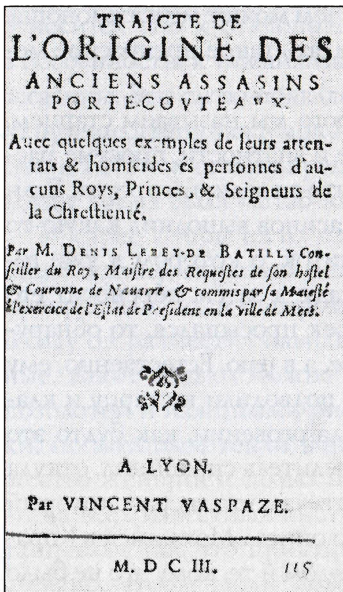 TRAICTE DE
L'ORIGINE DES
ANCIENS ASSASINS
PORTE-COVTEAVX.
Auec quelques exemples de leurs atten-
tats & homicides és personnes d'au-
cuns Roys, Princes, & Seigneurs de
la Chrestienté.
Par M. DENIS LEBEY-DE BATILLY Con-
seiller du Roy, Maistre des Requestes de son hostel
& Couronne de Nauarre, & commis par sa Maiesté
à l'exercice de l'Estat de President en la ville de Mets.
A LYON.
Par VINCENT VASPAZE.
M. D C III.
115